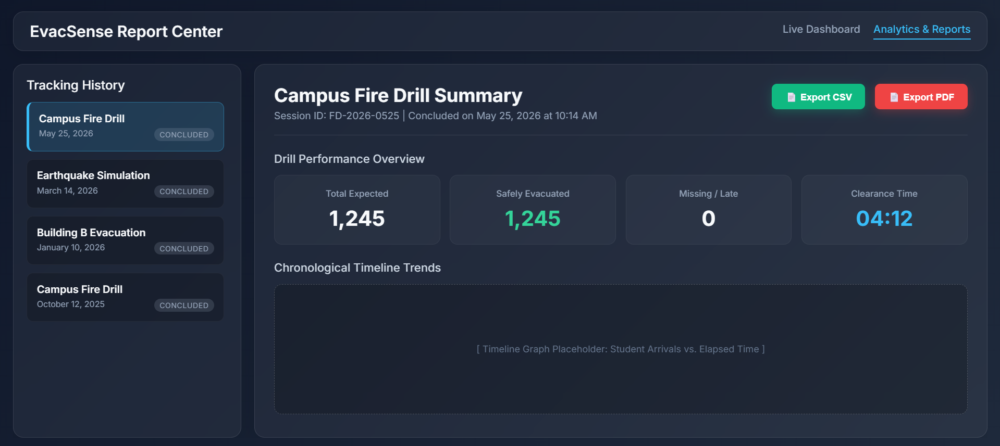 EvacSense Report Center
Live Dashboard
Analytics & Reports
Tracking History
Campus Fire Drill
May 25, 2026
CONCLUDED
Earthquake Simulation
March 14, 2026
CONCLUDED
Building B Evacuation
January 10, 2026
CONCLUDED
Campus Fire Drill
October 12, 2025
CONCLUDED
Campus Fire Drill Summary
Session ID: FD-2026-0525 | Concluded on May 25, 2026 at 10:14 AM
Export CSV
Export PDF
Drill Performance Overview
Total Expected
1,245
Safely Evacuated
1,245
Missing / Late
0
Clearance Time
04:12
Chronological Timeline Trends
[ Timeline Graph Placeholder: Student Arrivals vs. Elapsed Time ]